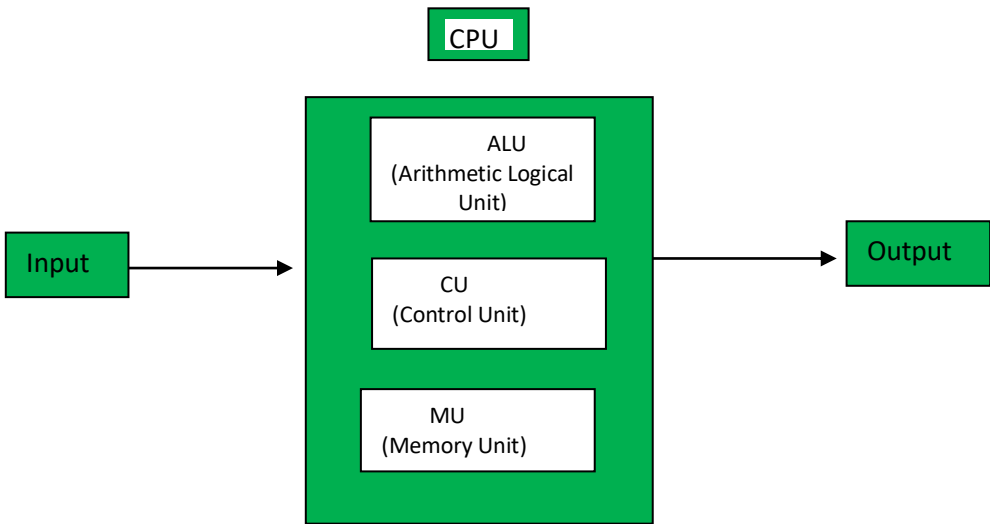 CPU
ALU
(Arithmetic Logical
Unit)
Input
CU
(Control Unit)
Output
MU
(Memory Unit)